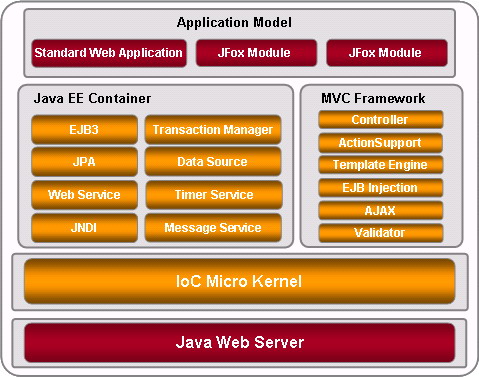 Application Model
Standard Web Application
JFox Module
JFox Module
Java EE Container
EJB3
Transaction Manager
JPA
Data Source
Web Service
Timer Service
JNDI
Message Service
MVC Framework
Controller
ActionSupport
Template Engine
EJB Injection
AJAX
Validator
IoC Micro Kernel
Java Web Server